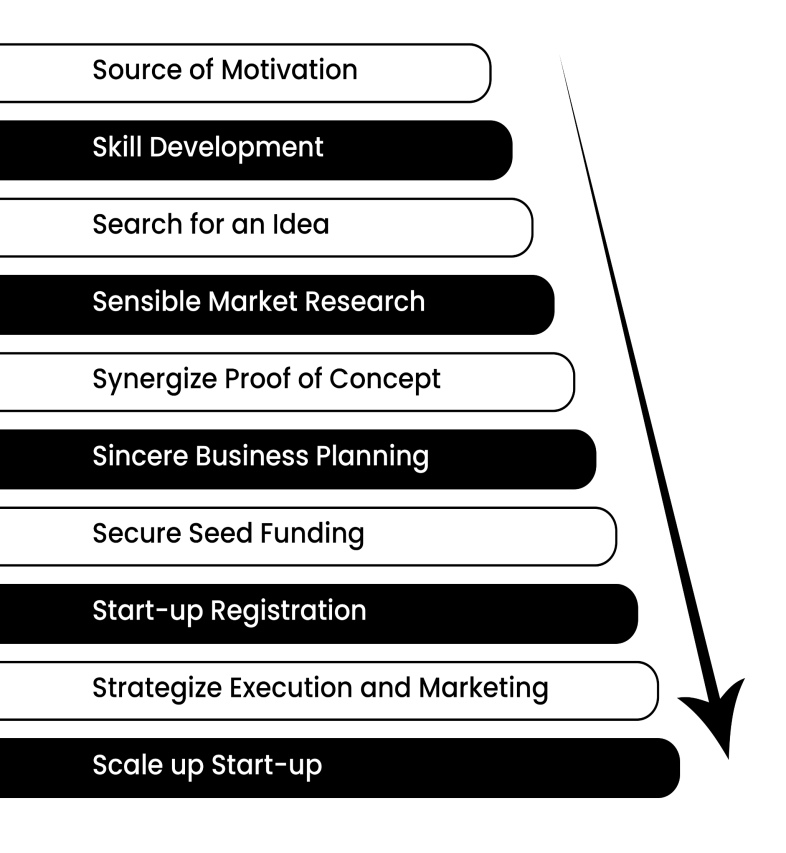 Source of Motivation
Skill Development
Search for an Idea
Sensible Market Research
Synergize Proof of Concept
Sincere Business Planning
Secure Seed Funding
Start-up Registration
Strategize Execution and Marketing
Scale up Start-up